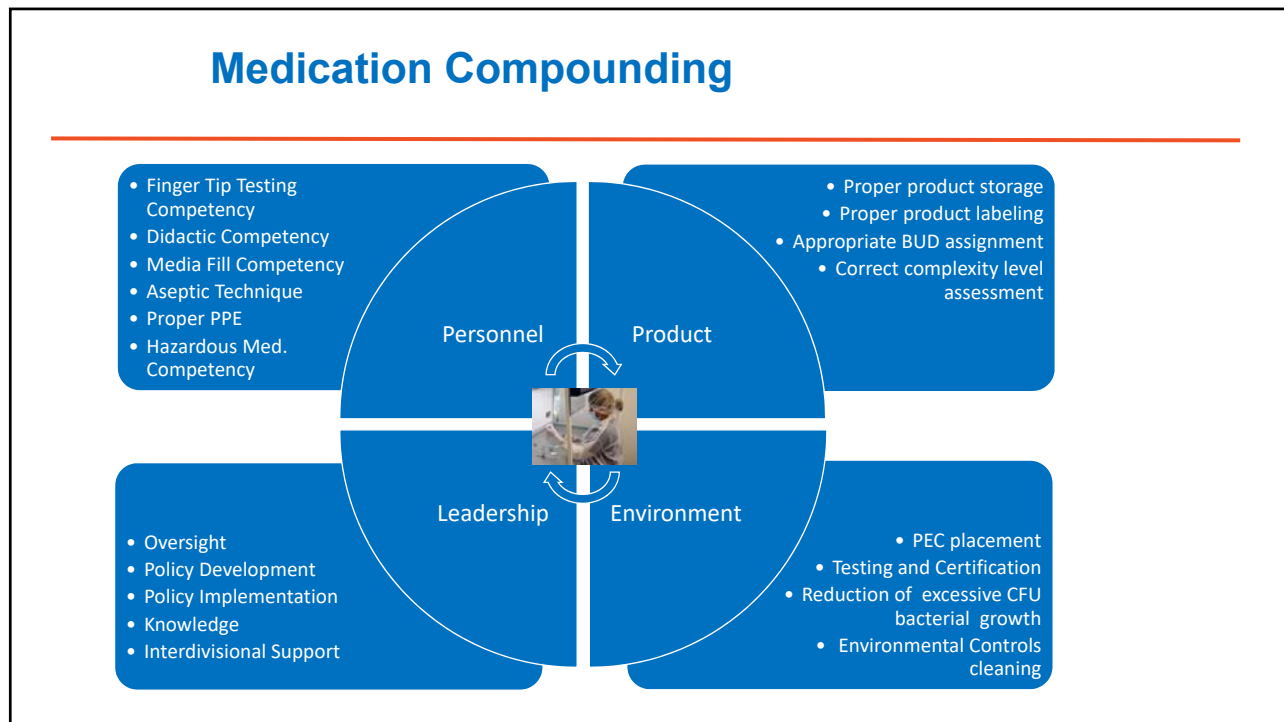 Medication Compounding
• Finger Tip Testing
Competency
• Didactic Competency
• Media Fill Competency
• Aseptic Technique
• Proper PPE
• Hazardous Med.
Competency
• Proper product storage
• Proper product labeling
• Appropriate BUD assignment
• Correct complexity level
assessment
Personnel
Product
Leadership
Environment
• Oversight
• Policy Development
• Policy Implementation
• Knowledge
• Interdivisional Support
• PEC placement
• Testing and Certification
• Reduction of excessive CFU
bacterial growth
• Environmental Controls
cleaning